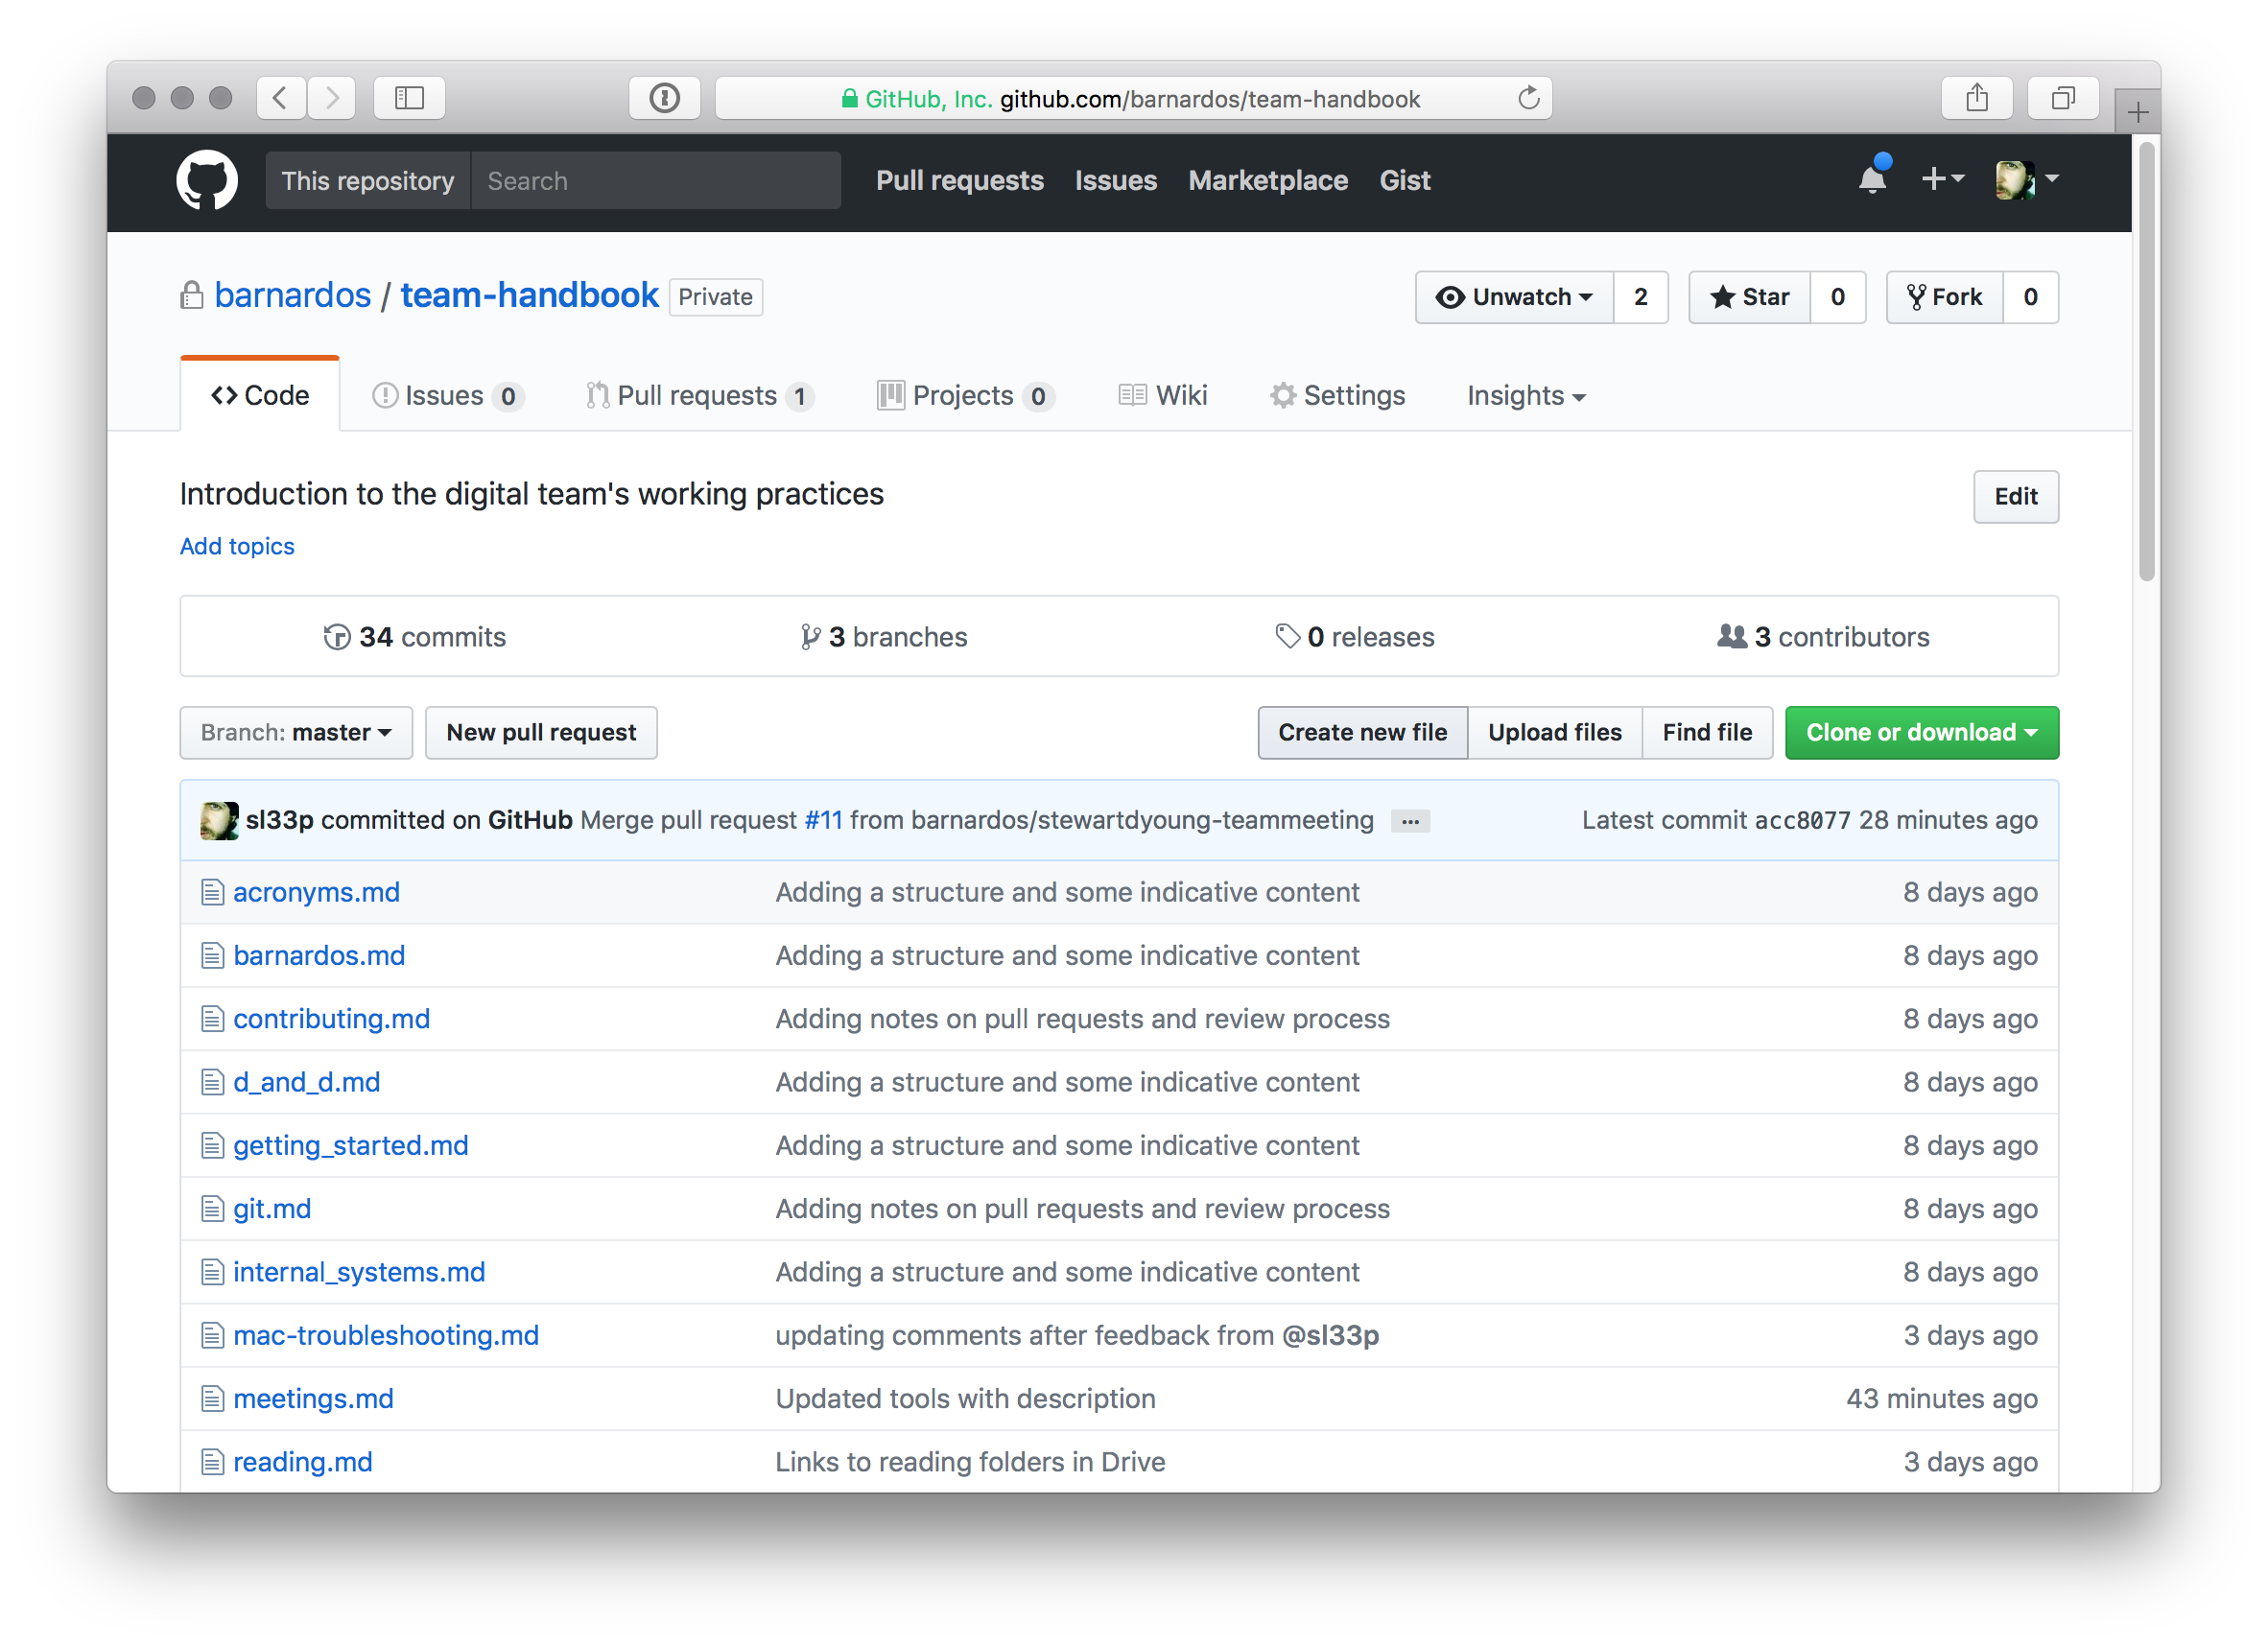 GitHub, Inc. github.com/barnardos/team-handbook
This repository Search Pull requests Issues Marketplace Gist
barnardos / team-handbook Private Unwatch 2 Star 0 Fork 0
Code Issues 0 Pull requests 1 Projects 0 Wiki Settings Insights
Introduction to the digital team's working practices Edit
Add topics
34 commits 3 branches 0 releases 3 contributors
Branch: master New pull request Create new file Upload files Find file Clone or download
sl33p committed on GitHub Merge pull request #11 from barnardos/stewartdyoung-teammeeting ... Latest commit acc8077 28 minutes ago
acronyms.md Adding a structure and some indicative content 8 days ago
barnardos.md Adding a structure and some indicative content 8 days ago
contributing.md Adding notes on pull requests and review process 8 days ago
d_and_d.md Adding a structure and some indicative content 8 days ago
getting_started.md Adding a structure and some indicative content 8 days ago
git.md Adding notes on pull requests and review process 8 days ago
internal_systems.md Adding a structure and some indicative content 8 days ago
mac-troubleshooting.md updating comments after feedback from @sl33p 3 days ago
meetings.md Updated tools with description 43 minutes ago
reading.md Links to reading folders in Drive 3 days ago